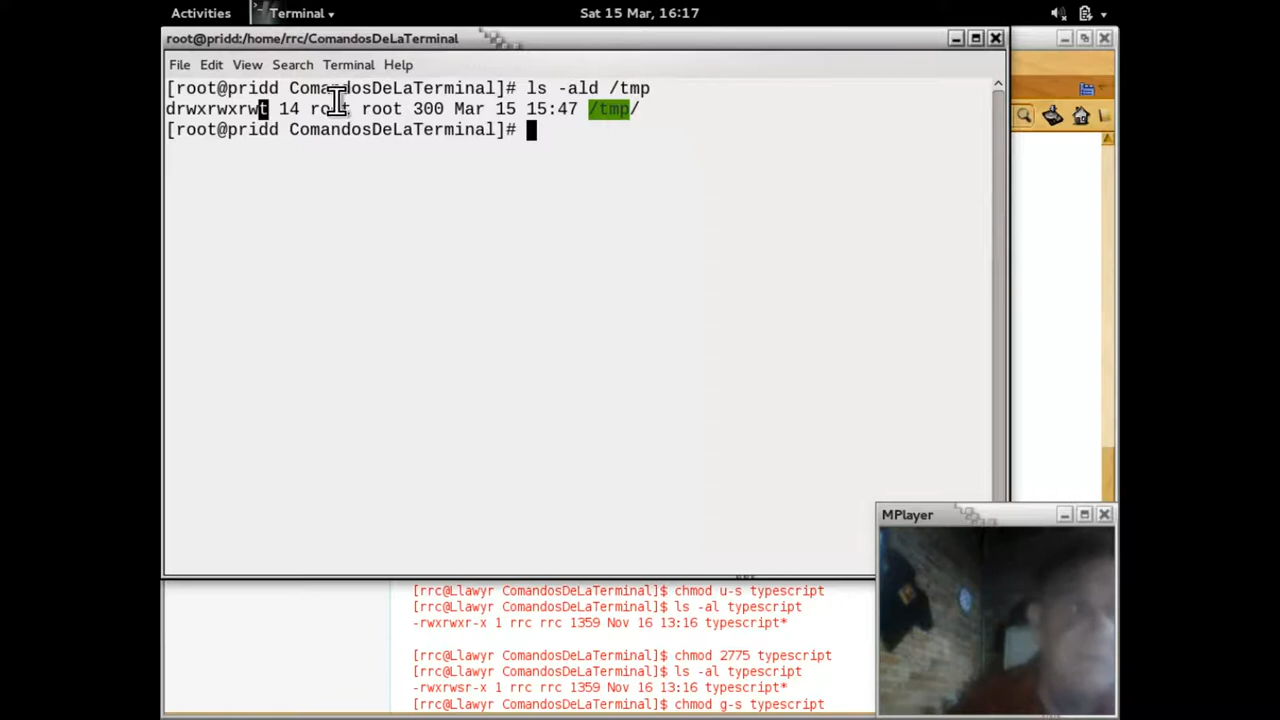 Activities Terminal Sat 15 Mar, 16:17
root@pridd:/home/rrc/ComandosDeLaTerminal
File Edit View Search Terminal Help
[root@pridd ComandosDeLaTerminal]# ls -ald /tmp
drwxrwxrwt 14 root root 300 Mar 15 15:47 /tmp/
[root@pridd ComandosDeLaTerminal]#
MPlayer
[rrc@Llawyr ComandosDeLaTerminal]$ chmod u-s typescript
[rrc@Llawyr ComandosDeLaTerminal]$ ls -al typescript
-rwxrwxr-x 1 rrc rrc 1359 Nov 16 13:16 typescript*
[rrc@Llawyr ComandosDeLaTerminal]$ chmod 2775 typescript
[rrc@Llawyr ComandosDeLaTerminal]$ ls -al typescript
-rwxrwsr-x 1 rrc rrc 1359 Nov 16 13:16 typescript*
[rrc@Llawyr ComandosDeLaTerminal]$ chmod g-s typescript